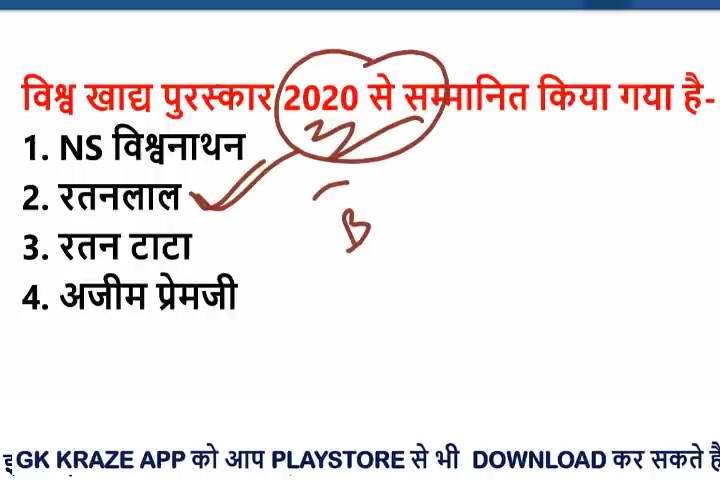 विश्व खाद्य पुरस्कार 2020 से सम्मानित किया गया है-
1. NS विश्वनाथन
2. रतनलाल
3. रतन टाटा
B
4. अजीम प्रेमजी
GK KRAZE APP को आप PLAYSTORE से भी DOWNLOAD कर सकते है